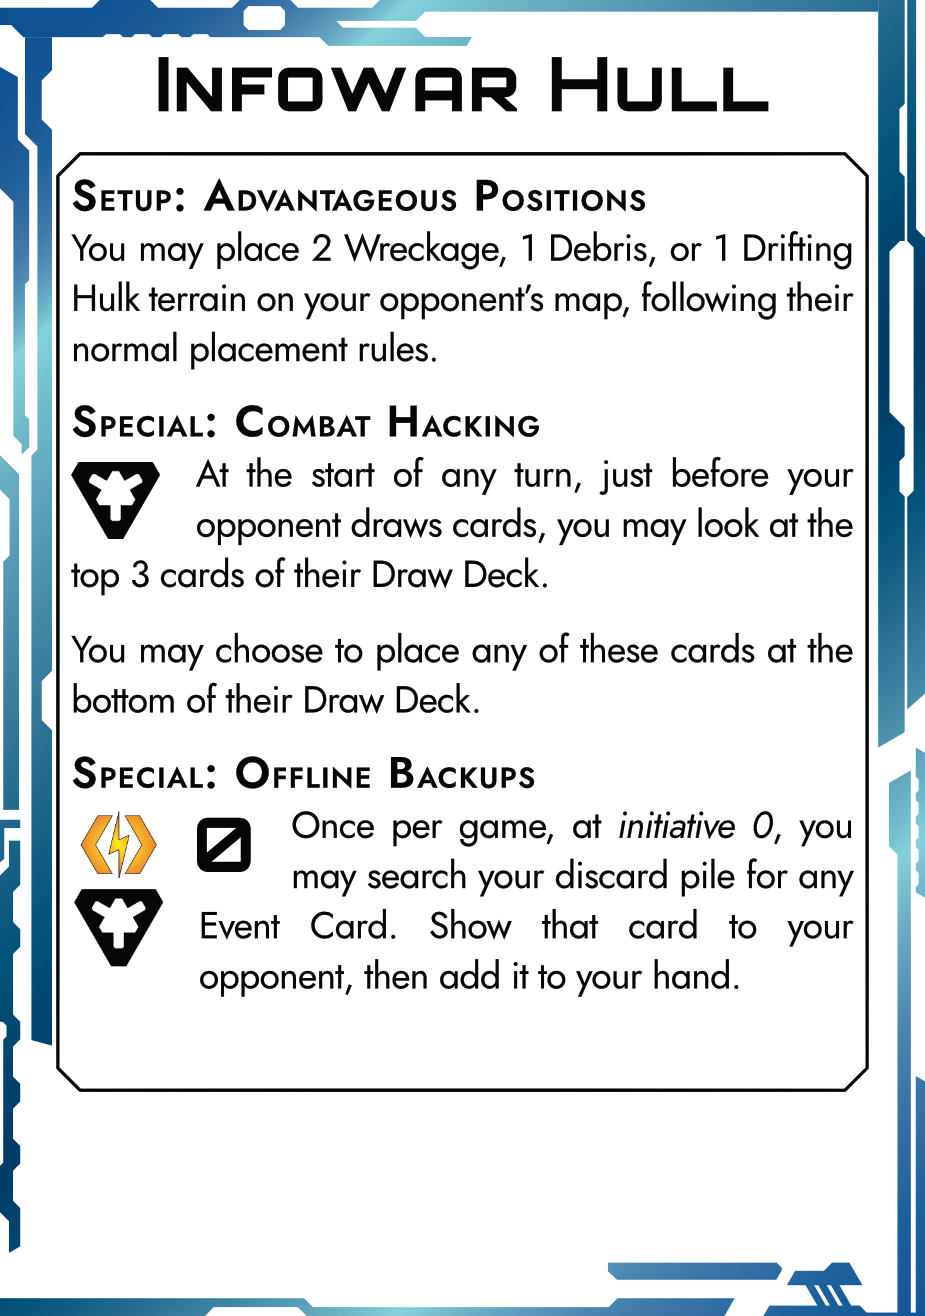 Infowar Hull
Setup: Advantageous Positions
You may place 2 Wreckage, 1 Debris, or 1 Drifting
Hulk terrain on your opponent’s map, following their
normal placement rules.
Special: Combat Hacking
At the start of any turn, just before your
opponent draws cards, you may look at the
top 3 cards of their Draw Deck.
You may choose to place any of these cards at the
bottom of their Draw Deck.
Special: Offline Backups
0 Once per game, at initiative 0, you
may search your discard pile for any
Event Card. Show that card to your
opponent, then add it to your hand.